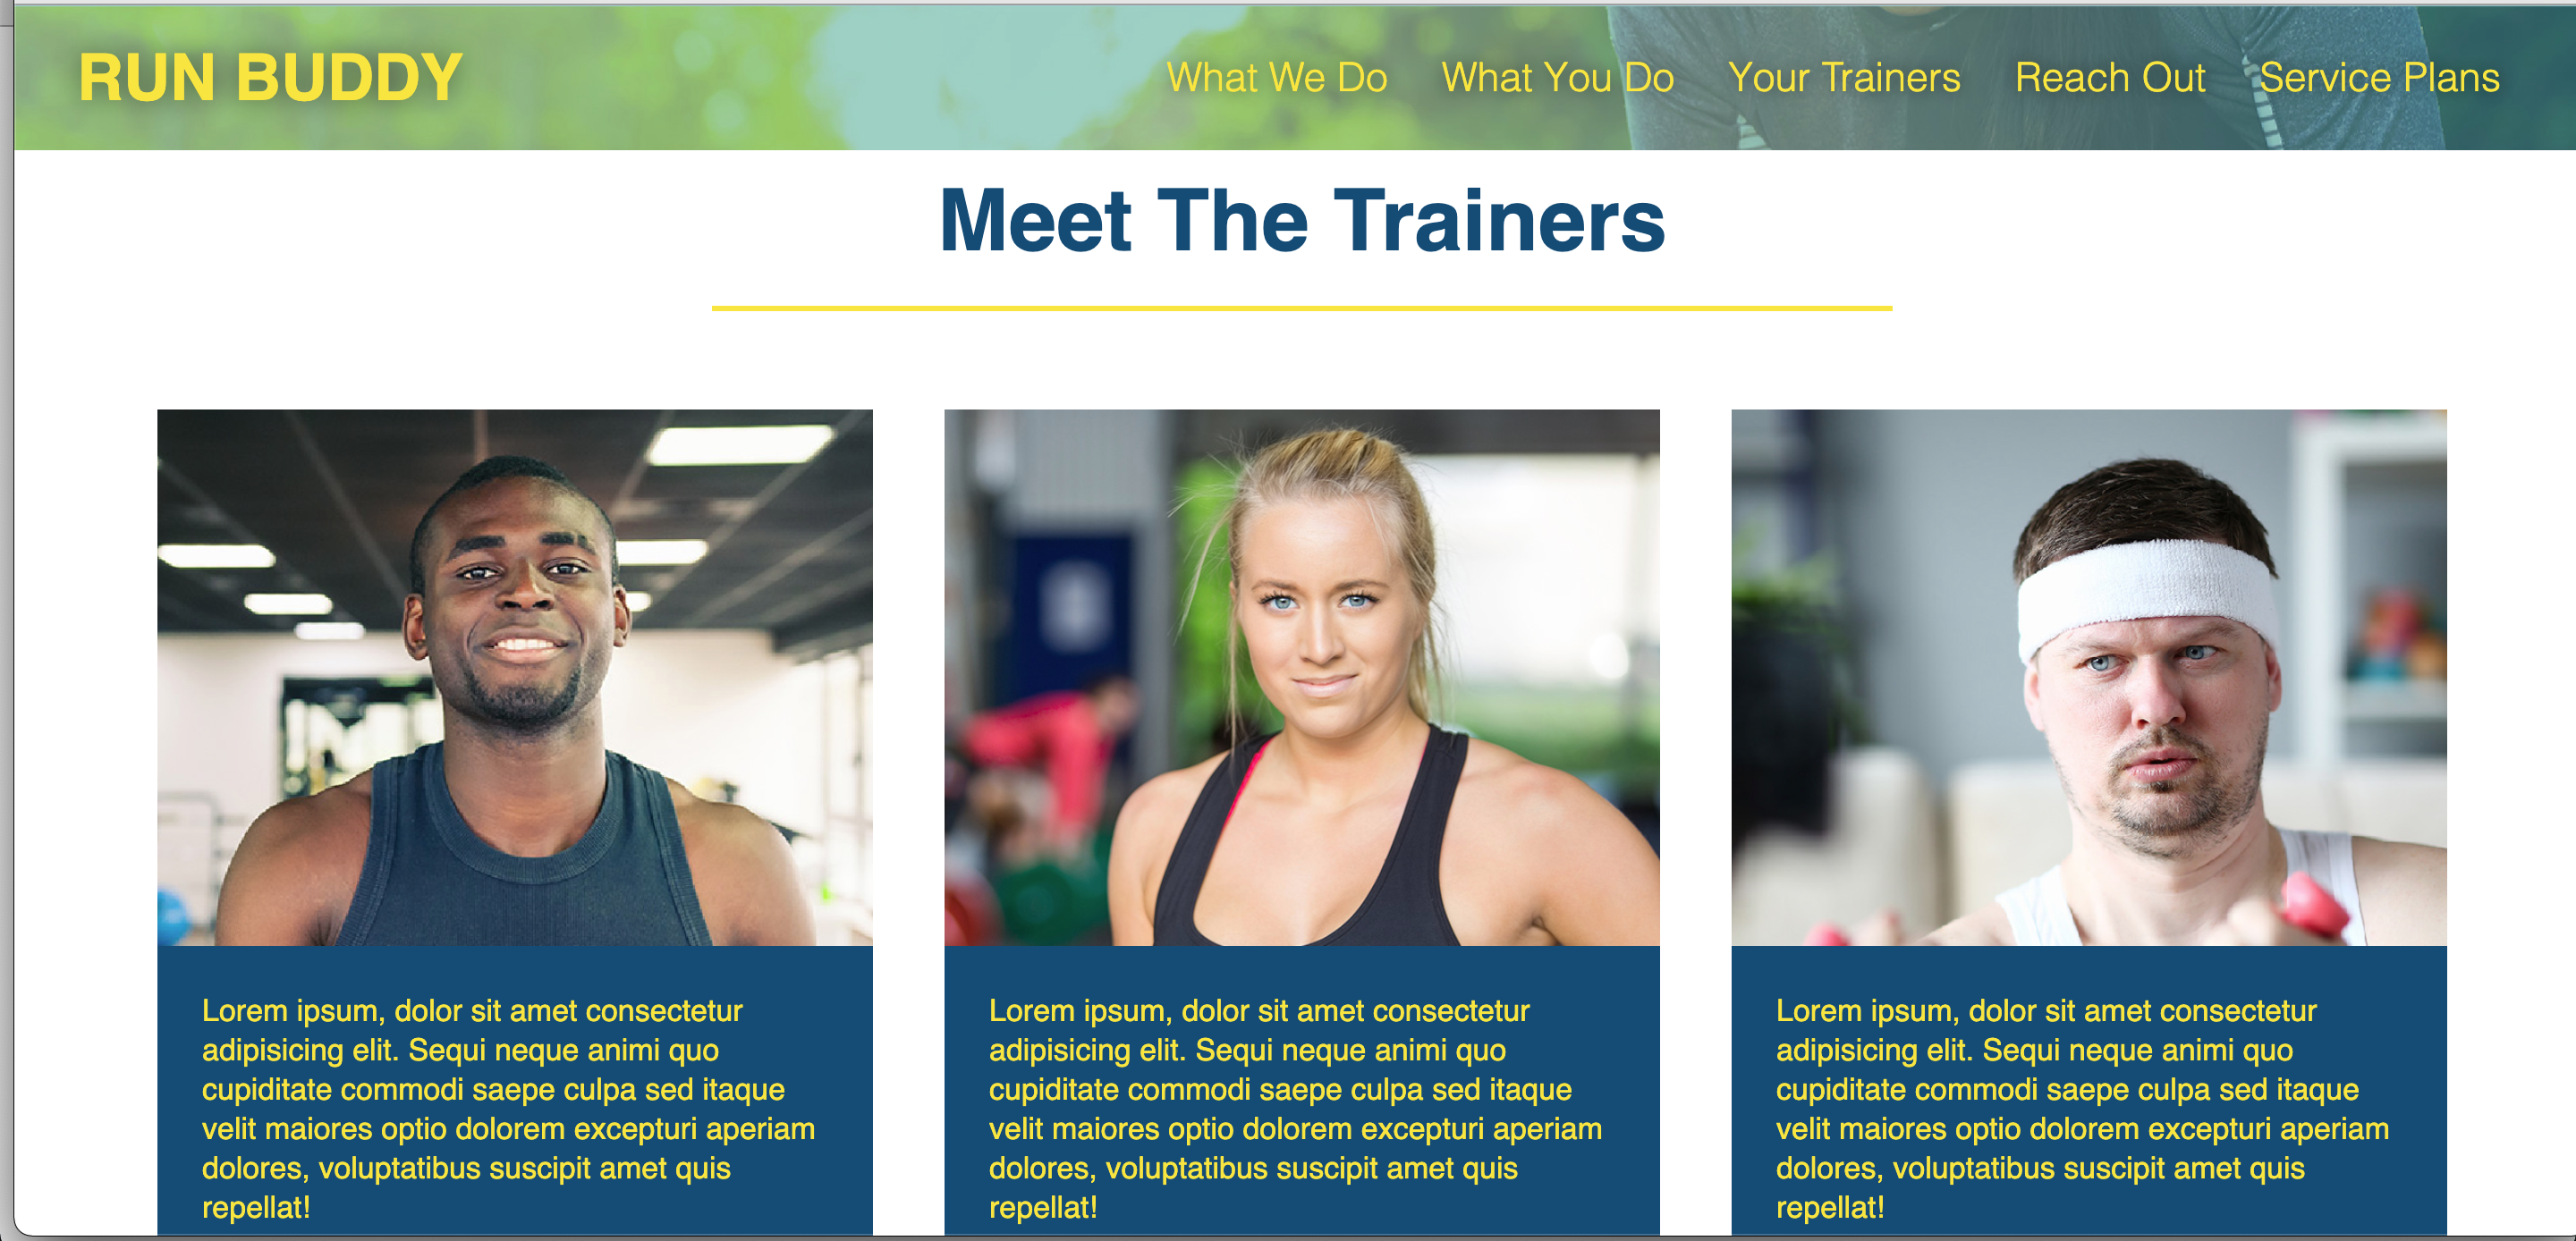 RUN BUDDY
What We Do
What You Do
Your Trainers
Reach Out
Service Plans
Meet The Trainers
Lorem ipsum, dolor sit amet consectetur
adipisicing elit. Sequi neque animi quo
cupiditate commodi saepe culpa sed itaque
velit maiores optio dolorem excepturi aperiam
dolores, voluptatibus suscipit amet quis
repellat!
Lorem ipsum, dolor sit amet consectetur
adipisicing elit. Sequi neque animi quo
cupiditate commodi saepe culpa sed itaque
velit maiores optio dolorem excepturi aperiam
dolores, voluptatibus suscipit amet quis
repellat!
Lorem ipsum, dolor sit amet consectetur
adipisicing elit. Sequi neque animi quo
cupiditate commodi saepe culpa sed itaque
velit maiores optio dolorem excepturi aperiam
dolores, voluptatibus suscipit amet quis
repellat!